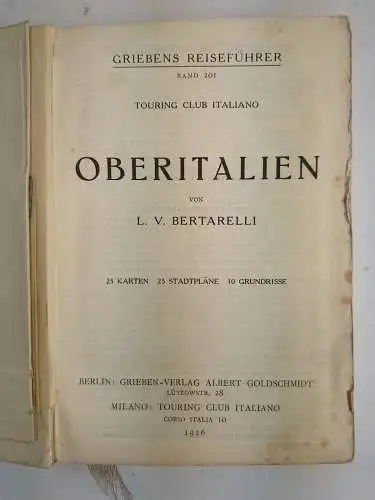 GRIEBENS REISEFÜHRER
BAND 201
TOURING CLUB ITALIANO
OBERITALIEN
VON
L. V. BERTARELLI
25 KARTEN 25 STADTPLÄNE 10 GRUNDRISSE
BERLIN: GRIEBEN-VERLAG ALBERT GOLDSCHMIDT
LÜTZOWSTR. 28
MILANO: TOURING CLUB ITALIANO
CORSO ITALIA 10
1926